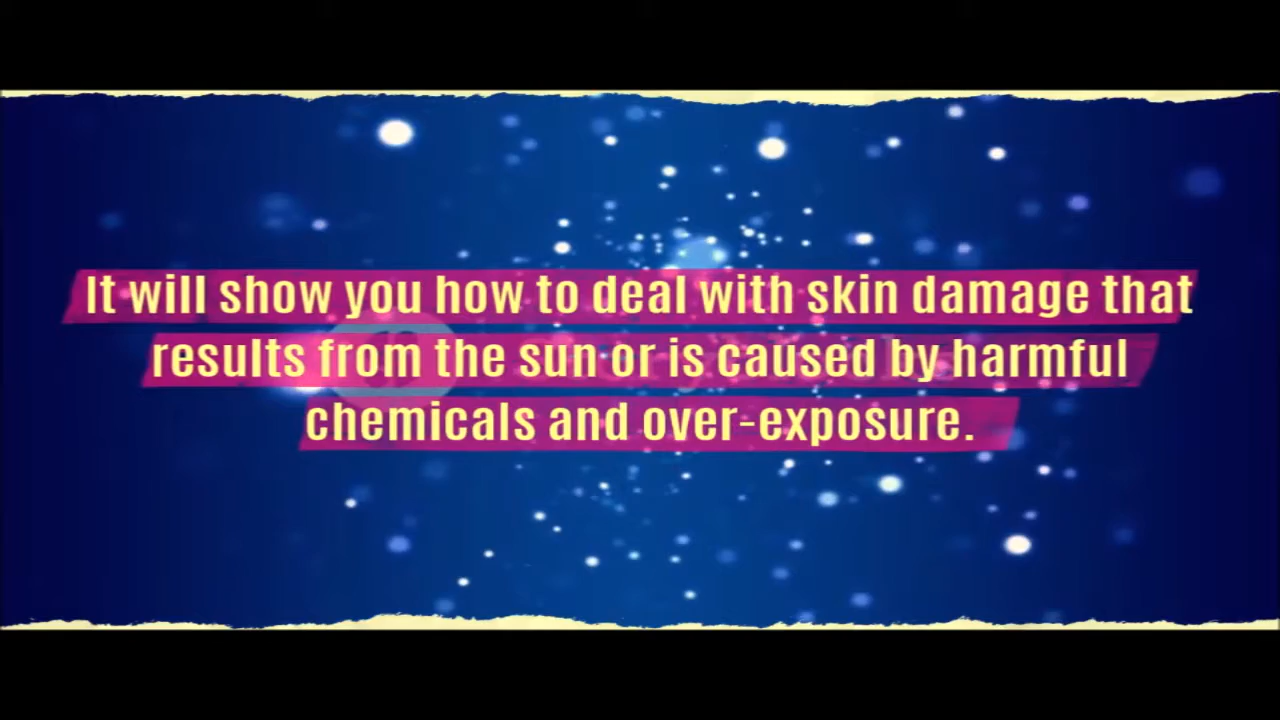 It will show you how to deal with skin damage that
results from the sun or is caused by harmful
chemicals and over-exposure.